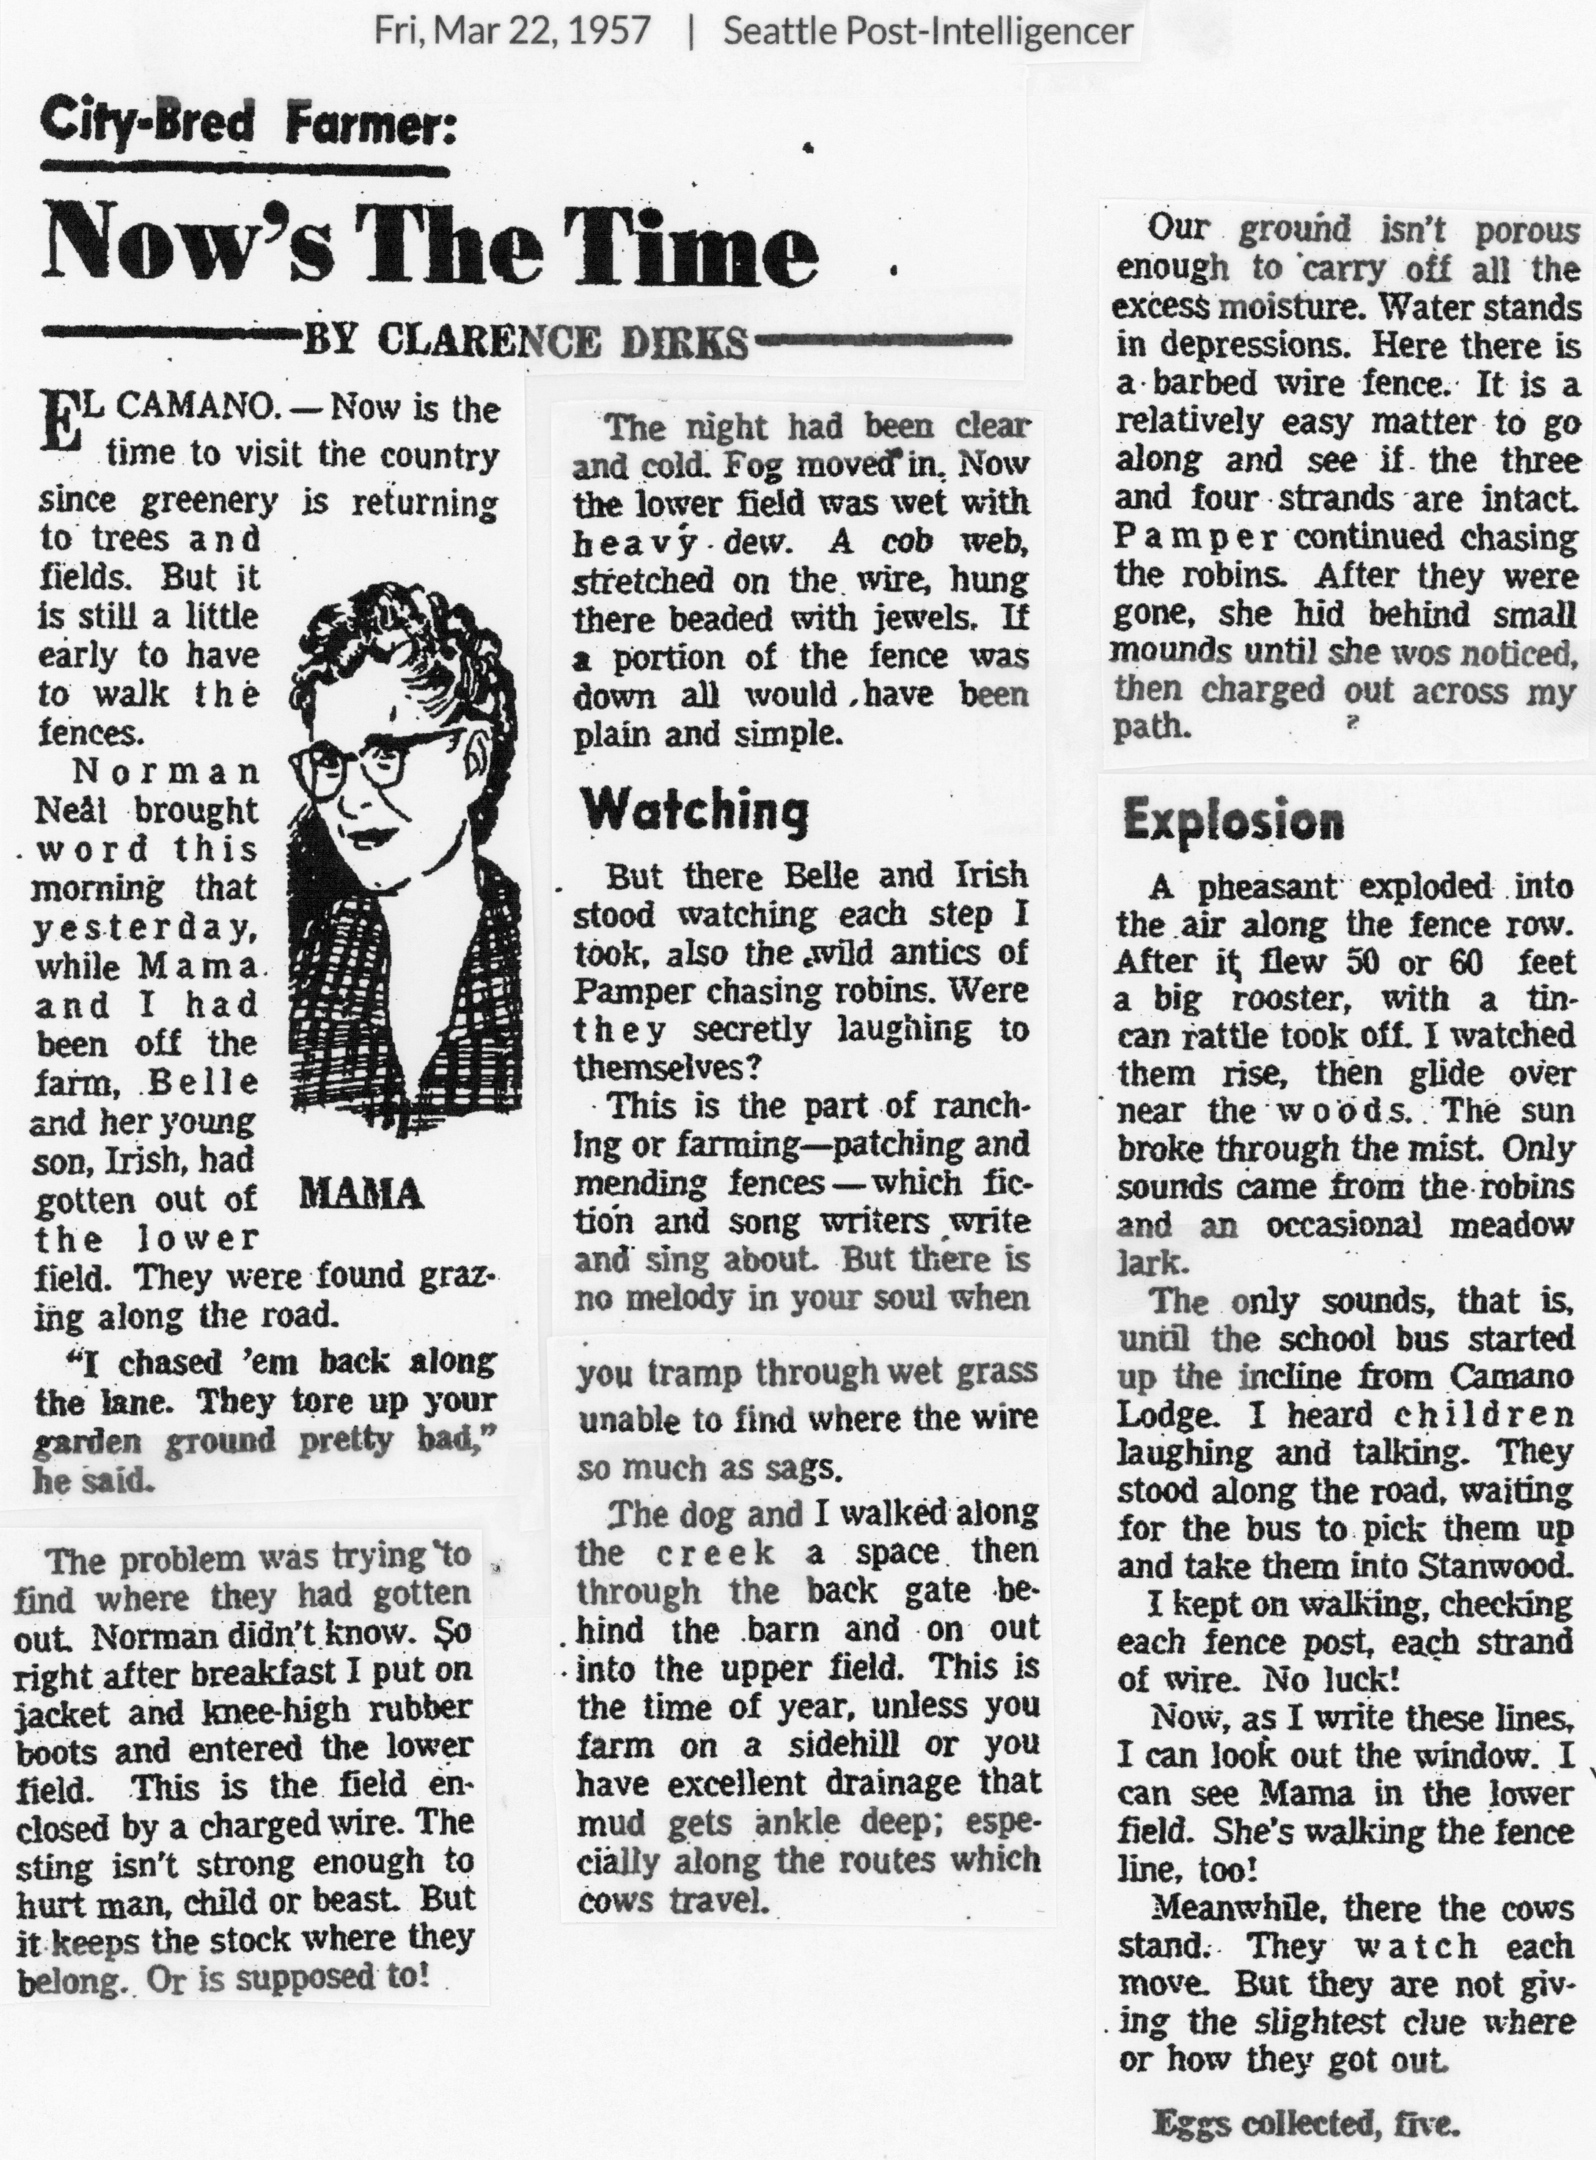 Fri, Mar 22, 1957 | Seattle Post-Intelligencer
City-Bred Farmer:
Now's The Time
BY CLARENCE DIRKS
EL CAMANO. — Now is the
time to visit the country
since greenery is returning
to trees and
fields. But it
is still a little
early to have
to walk the
fences.
Norman
Neal brought
word this
morning that
yesterday,
while Mama
and I had
been off the
farm, Belle
and her young
son, Irish, had
gotten out of
the lower
field. They were found graz-
ing along the road.
MAMA
"I chased 'em back along
the lane. They tore up your
garden ground pretty bad,"
he said.
The problem was trying to
find where they had gotten
out. Norman didn't know. So
right after breakfast I put on
jacket and knee-high rubber
boots and entered the lower
field. This is the field en-
closed by a charged wire. The
sting isn't strong enough to
hurt man, child or beast. But
it keeps the stock where they
belong. Or is supposed to!
The night had been clear
and cold. Fog moved in. Now
the lower field was wet with
heavy dew. A cob web,
stretched on the wire, hung
there beaded with jewels. If
a portion of the fence was
down all would have been
plain and simple.
Watching
But there Belle and Irish
stood watching each step I
took, also the wild antics of
Pamper chasing robins. Were
they secretly laughing to
themselves?
This is the part of ranch-
ing or farming—patching and
mending fences—which fic-
tion and song writers write
and sing about. But there is
no melody in your soul when
you tramp through wet grass
unable to find where the wire
so much as sags.
The dog and I walked along
the creek a space then
through the back gate be-
hind the barn and on out
into the upper field. This is
the time of year, unless you
farm on a sidehill or you
have excellent drainage that
mud gets ankle deep; espe-
cially along the routes which
cows travel.
Our ground isn't porous
enough to carry off all the
excess moisture. Water stands
in depressions. Here there is
a barbed wire fence. It is a
relatively easy matter to go
along and see if the three
and four strands are intact.
Pamper continued chasing
the robins. After they were
gone, she hid behind small
mounds until she wos noticed,
then charged out across my
path.
Explosion
A pheasant exploded into
the air along the fence row.
After it flew 50 or 60 feet
a big rooster, with a tin-
can rattle took off. I watched
them rise, then glide over
near the woods. The sun
broke through the mist. Only
sounds came from the robins
and an occasional meadow
lark.
The only sounds, that is,
until the school bus started
up the incline from Camano
Lodge. I heard children
laughing and talking. They
stood along the road, waiting
for the bus to pick them up
and take them into Stanwood.
I kept on walking, checking
each fence post, each strand
of wire. No luck!
Now, as I write these lines,
I can look out the window. I
can see Mama in the lower
field. She's walking the fence
line, too!
Meanwhile, there the cows
stand. They watch each
move. But they are not giv-
ing the slightest clue where
or how they got out.
Eggs collected, five.